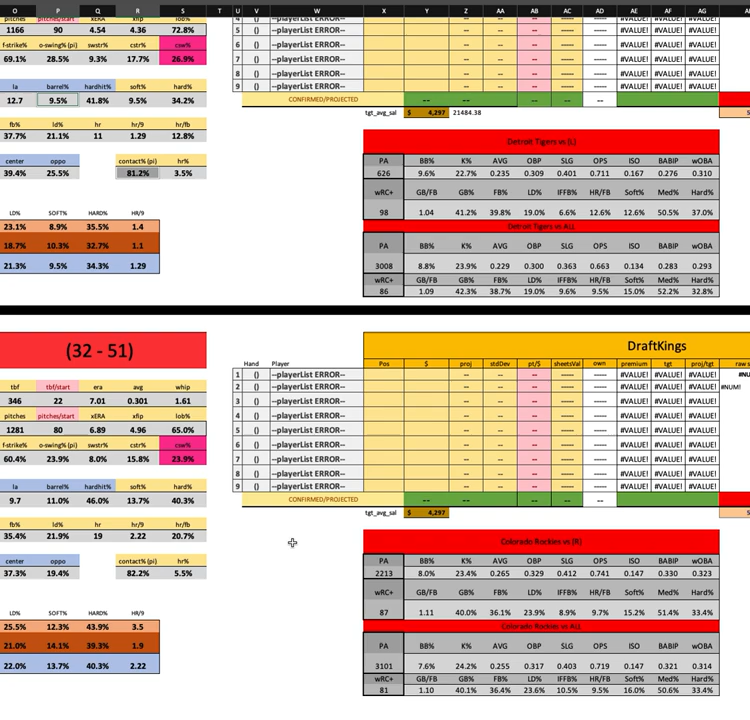 O P Q R S T U V W X Y Z AA AB AC AD AE AF AG
pitches/start xERA xfip lob%
1166 90 4.54 4.36 72.8%
f-strike% o-swing% (pi) swstr% cstr% csw%
69.1% 28.5% 9.3% 17.7% 26.9%
la barrel% hardhit% soft% hard%
12.7 9.5% 41.8% 9.5% 34.2%
fb% ld% hr hr/9 hr/fb
37.7% 21.1% 11 1.29 12.8%
center oppo contact% (pi) hr%
39.4% 25.5% 81.2% 3.5%
LD% SOFT% HARD% HR/9
23.1% 8.9% 35.5% 1.4
18.7% 10.3% 32.7% 1.1
21.3% 9.5% 34.3% 1.29
4 () --playerList ERROR-- -- -- ----- ----- #VALUE! #VALUE! #VALUE!
5 () --playerList ERROR-- -- -- ----- ----- #VALUE! #VALUE! #VALUE!
6 () --playerList ERROR-- -- -- ----- ----- #VALUE! #VALUE! #VALUE!
7 () --playerList ERROR-- -- -- ----- ----- #VALUE! #VALUE! #VALUE!
8 () --playerList ERROR-- -- -- ----- ----- #VALUE! #VALUE! #VALUE!
9 () --playerList ERROR-- -- -- ----- ----- #VALUE! #VALUE! #VALUE!
CONFIRMED/PROJECTED -- -- -- -- --
tgt_avg_sal $ 4,297 21484.38
Detroit Tigers vs (L)
PA BB% K% AVG OBP SLG OPS ISO BABIP wOBA
626 9.6% 22.7% 0.235 0.309 0.401 0.711 0.167 0.276 0.310
wRC+ GB/FB GB% FB% LD% IFFB% HR/FB Soft% Med% Hard%
98 1.04 41.2% 39.8% 19.0% 6.6% 12.6% 12.6% 50.5% 37.0%
Detroit Tigers vs ALL
PA BB% K% AVG OBP SLG OPS ISO BABIP wOBA
3008 8.8% 23.9% 0.229 0.300 0.363 0.663 0.134 0.283 0.293
wRC+ GB/FB GB% FB% LD% IFFB% HR/FB Soft% Med% Hard%
86 1.09 42.3% 38.7% 19.0% 9.6% 9.5% 15.0% 52.2% 32.8%
(32 - 51)
tbf tbf/start era avg whip
346 22 7.01 0.301 1.61
pitches pitches/start xERA xfip lob%
1281 80 6.89 4.96 65.0%
f-strike% o-swing% (pi) swstr% cstr% csw%
60.4% 23.9% 8.0% 15.8% 23.9%
la barrel% hardhit% soft% hard%
9.7 11.0% 46.0% 13.7% 40.3%
fb% ld% hr hr/9 hr/fb
35.4% 21.9% 19 2.22 20.7%
center oppo contact% (pi) hr%
37.3% 19.4% 82.2% 5.5%
LD% SOFT% HARD% HR/9
25.5% 12.3% 43.9% 3.5
21.0% 14.1% 39.3% 1.9
22.0% 13.7% 40.3% 2.22
DraftKings
Hand Player Pos $ proj stdDev pt/$ sheetsVal own premium tgt proj/tgt raw
1 () --playerList ERROR-- -- -- ----- ----- #VALUE! #VALUE! #VALUE! #NU
2 () --playerList ERROR-- -- -- ----- ----- #VALUE! #VALUE! #VALUE! #NUM!
3 () --playerList ERROR-- -- -- ----- ----- #VALUE! #VALUE! #VALUE!
4 () --playerList ERROR-- -- -- ----- ----- #VALUE! #VALUE! #VALUE!
5 () --playerList ERROR-- -- -- ----- ----- #VALUE! #VALUE! #VALUE!
6 () --playerList ERROR-- -- -- ----- ----- #VALUE! #VALUE! #VALUE!
7 () --playerList ERROR-- -- -- ----- ----- #VALUE! #VALUE! #VALUE!
8 () --playerList ERROR-- -- -- ----- ----- #VALUE! #VALUE! #VALUE!
9 () --playerList ERROR-- -- -- ----- ----- #VALUE! #VALUE! #VALUE!
CONFIRMED/PROJECTED -- -- -- -- --
tgt_avg_sal $ 4,297
Colorado Rockies vs (R)
PA BB% K% AVG OBP SLG OPS ISO BABIP wOBA
2213 8.0% 23.4% 0.265 0.329 0.412 0.741 0.147 0.330 0.323
wRC+ GB/FB GB% FB% LD% IFFB% HR/FB Soft% Med% Hard%
87 1.11 40.0% 36.1% 23.9% 8.9% 9.7% 15.2% 51.4% 33.4%
Colorado Rockies vs ALL
PA BB% K% AVG OBP SLG OPS ISO BABIP wOBA
3101 7.6% 24.2% 0.255 0.317 0.403 0.719 0.147 0.321 0.314
wRC+ GB/FB GB% FB% LD% IFFB% HR/FB Soft% Med% Hard%
81 1.10 40.1% 36.4% 23.6% 10.5% 9.5% 16.0% 50.6% 33.4%